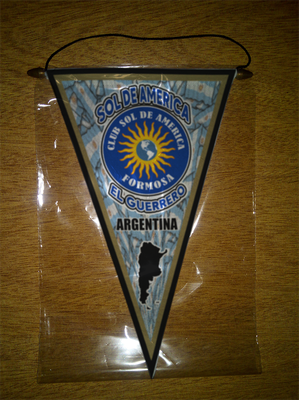 SOL DE AMERICA
CLUB SOL DE AMERICA
FORMOSA
EL GUERRERO
ARGENTINA